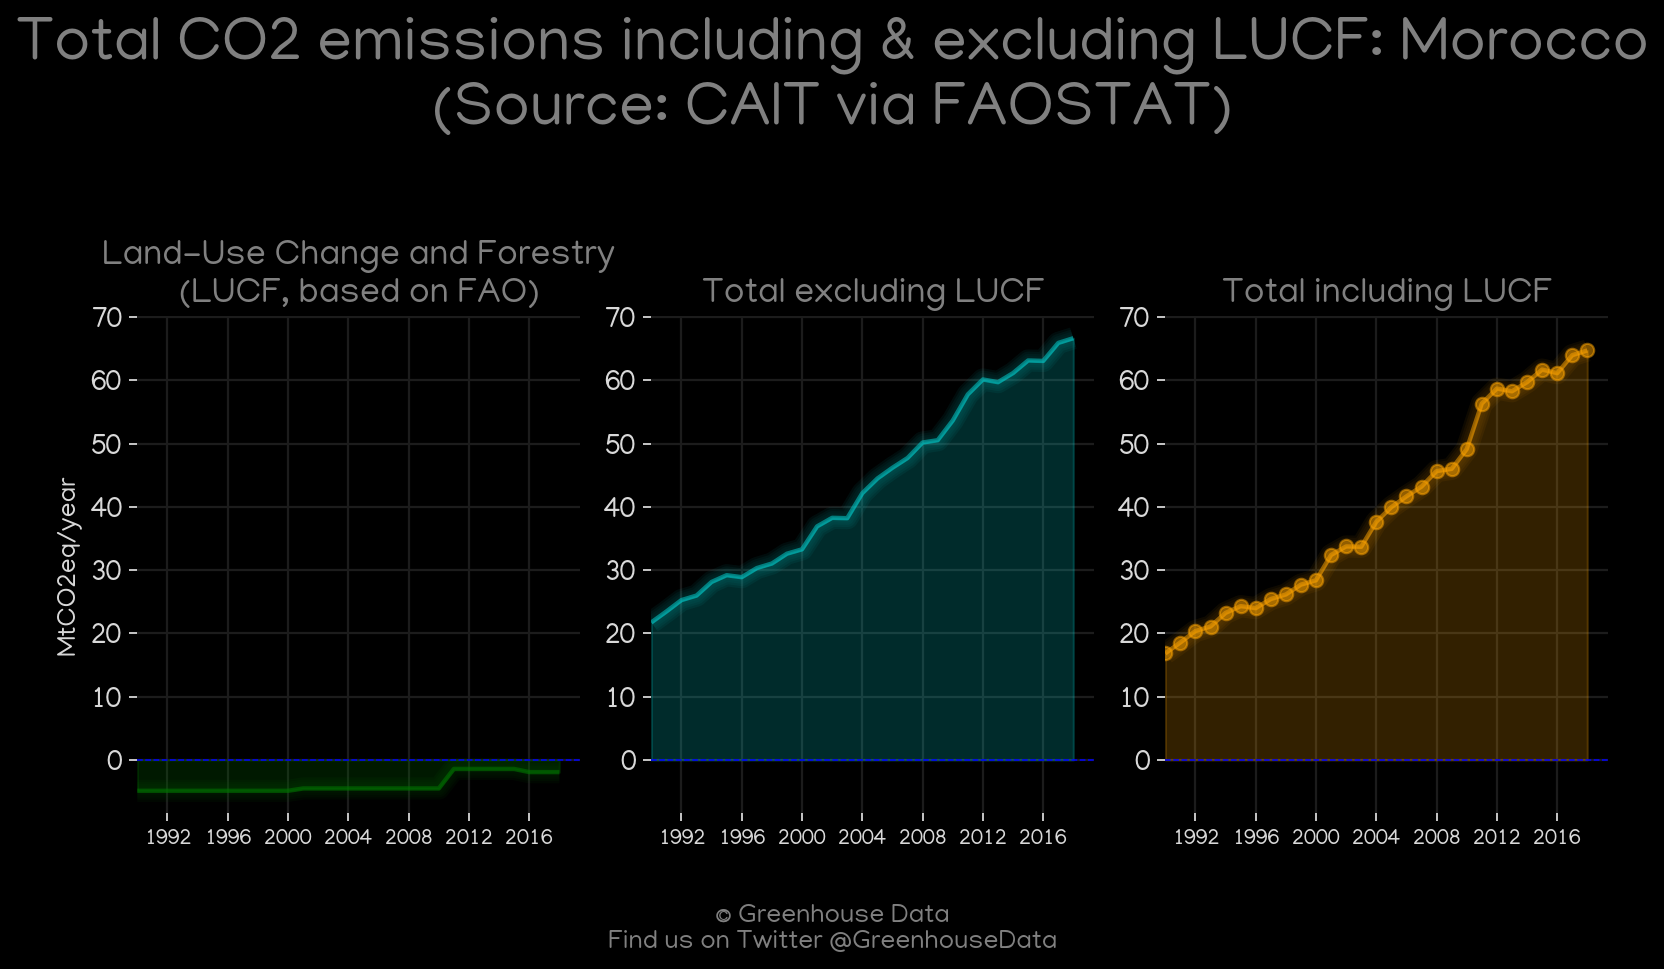 Total CO2 emissions including & excluding LUCF: Morocco
(Source: CAIT via FAOSTAT)
Land-Use Change and Forestry
(LUCF, based on FAO)
Total excluding LUCF
Total including LUCF
MtCO2eq/year
70
60
50
40
30
20
10
0
1992 1996 2000 2004 2008 2012 2016
70
60
50
40
30
20
10
0
1992 1996 2000 2004 2008 2012 2016
70
60
50
40
30
20
10
0
1992 1996 2000 2004 2008 2012 2016
© Greenhouse Data
Find us on Twitter @GreenhouseData